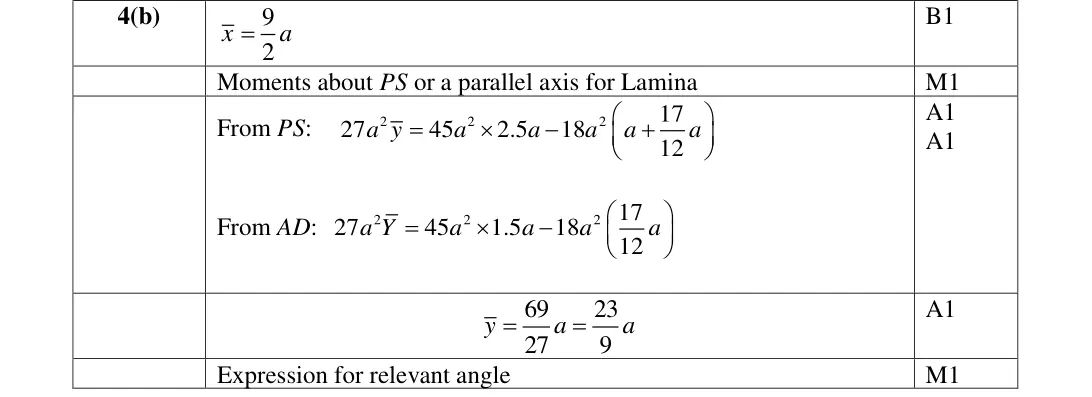 4(b) x̄ = 9/2 a B1
Moments about PS or a parallel axis for Lamina M1
From PS: 27a²ȳ = 45a² × 2.5a − 18a² (a + 17/12 a) A1
A1
From AD: 27a²Ȳ = 45a² × 1.5a − 18a² (17/12 a)
ȳ = 69/27 a = 23/9 a A1
Expression for relevant angle M1